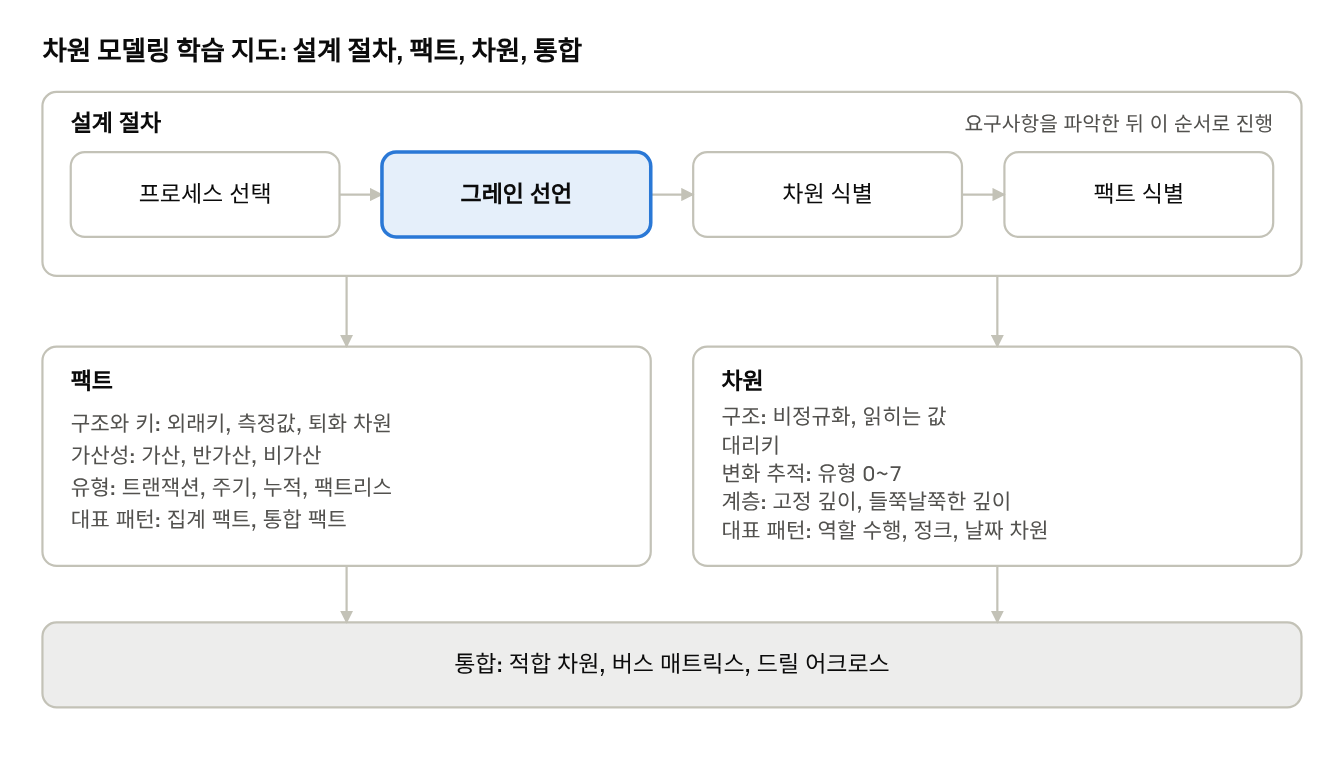 차원 모델링 학습 지도: 설계 절차, 팩트, 차원, 통합
설계 절차
요구사항을 파악한 뒤 이 순서로 진행
프로세스 선택
그레인 선언
차원 식별
팩트 식별
팩트
구조와 키: 외래키, 측정값, 퇴화 차원
가산성: 가산, 반가산, 비가산
유형: 트랜잭션, 주기, 누적, 팩트리스
대표 패턴: 집계 팩트, 통합 팩트
차원
구조: 비정규화, 읽히는 값
대리키
변화 추적: 유형 0~7
계층: 고정 깊이, 들쭉날쭉한 깊이
대표 패턴: 역할 수행, 정크, 날짜 차원
통합: 적합 차원, 버스 매트릭스, 드릴 어크로스